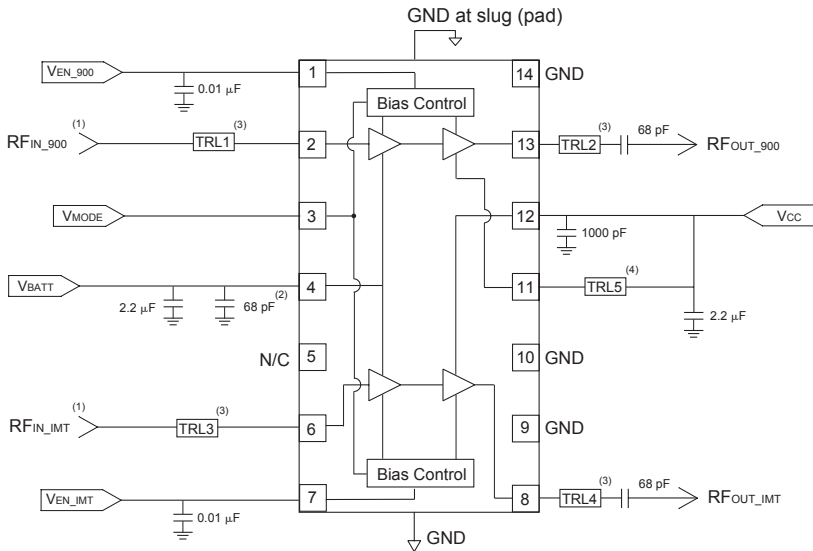 GND at slug (pad)
VEN_900
0.01 µF
1
14
GND
Bias Control
(1)
RFIN_900
TRL1
(3)
2
13
TRL2
(3)
68 pF
RFOUT_900
VMODE
3
12
1000 pF
VCC
VBATT
2.2 µF
68 pF
(2)
4
11
TRL5
(4)
2.2 µF
N/C
5
10
GND
(1)
RFIN_IMT
TRL3
(3)
6
9
GND
Bias Control
VEN_IMT
0.01 µF
7
8
TRL4
(3)
68 pF
RFOUT_IMT
GND